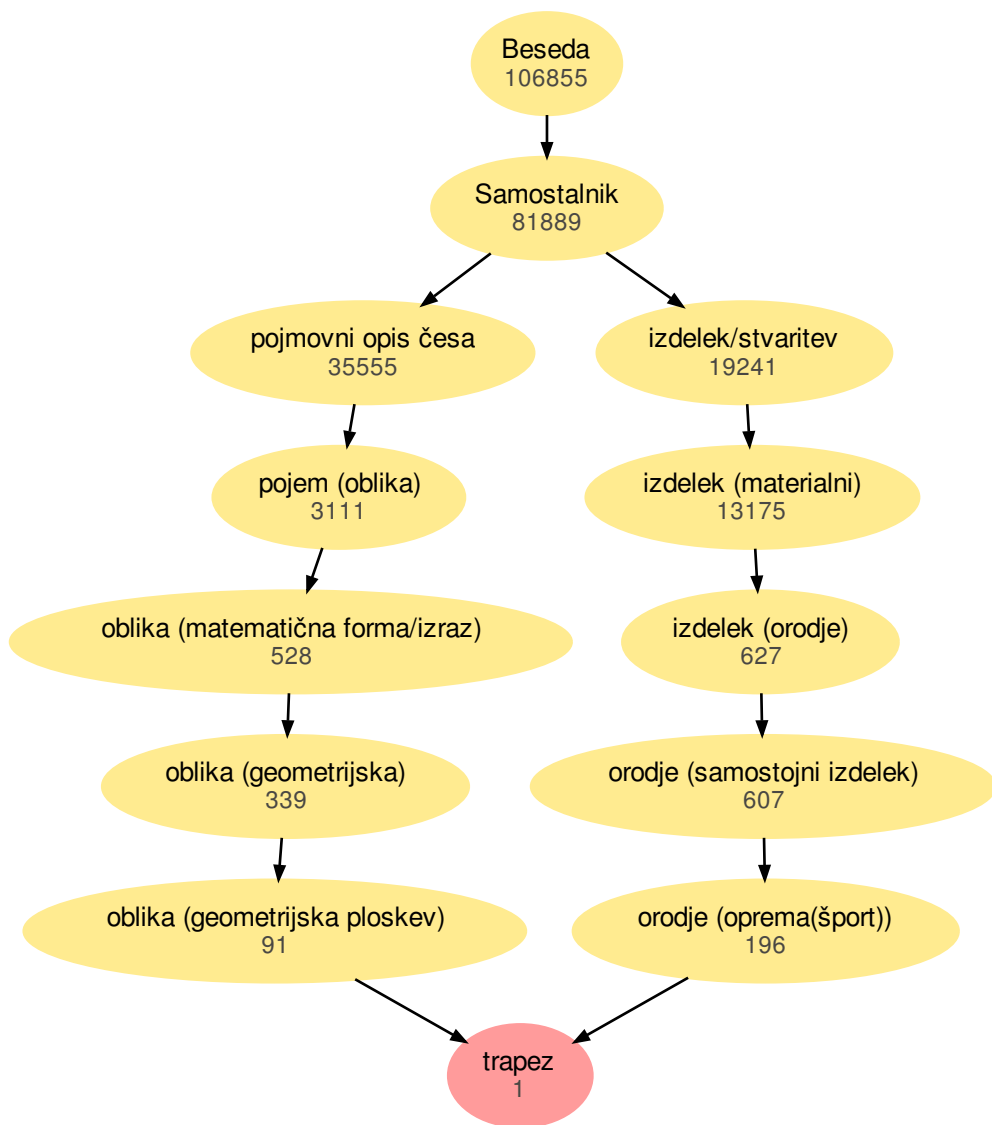 Beseda
106855
Samostalnik
81889
pojmovni opis česa
35555
izdelek/stvaritev
19241
pojem (oblika)
3111
izdelek (materialni)
13175
oblika (matematična forma/izraz)
528
izdelek (orodje)
627
oblika (geometrijska)
339
orodje (samostojni izdelek)
607
oblika (geometrijska ploskev)
91
orodje (oprema(šport))
196
trapez
1